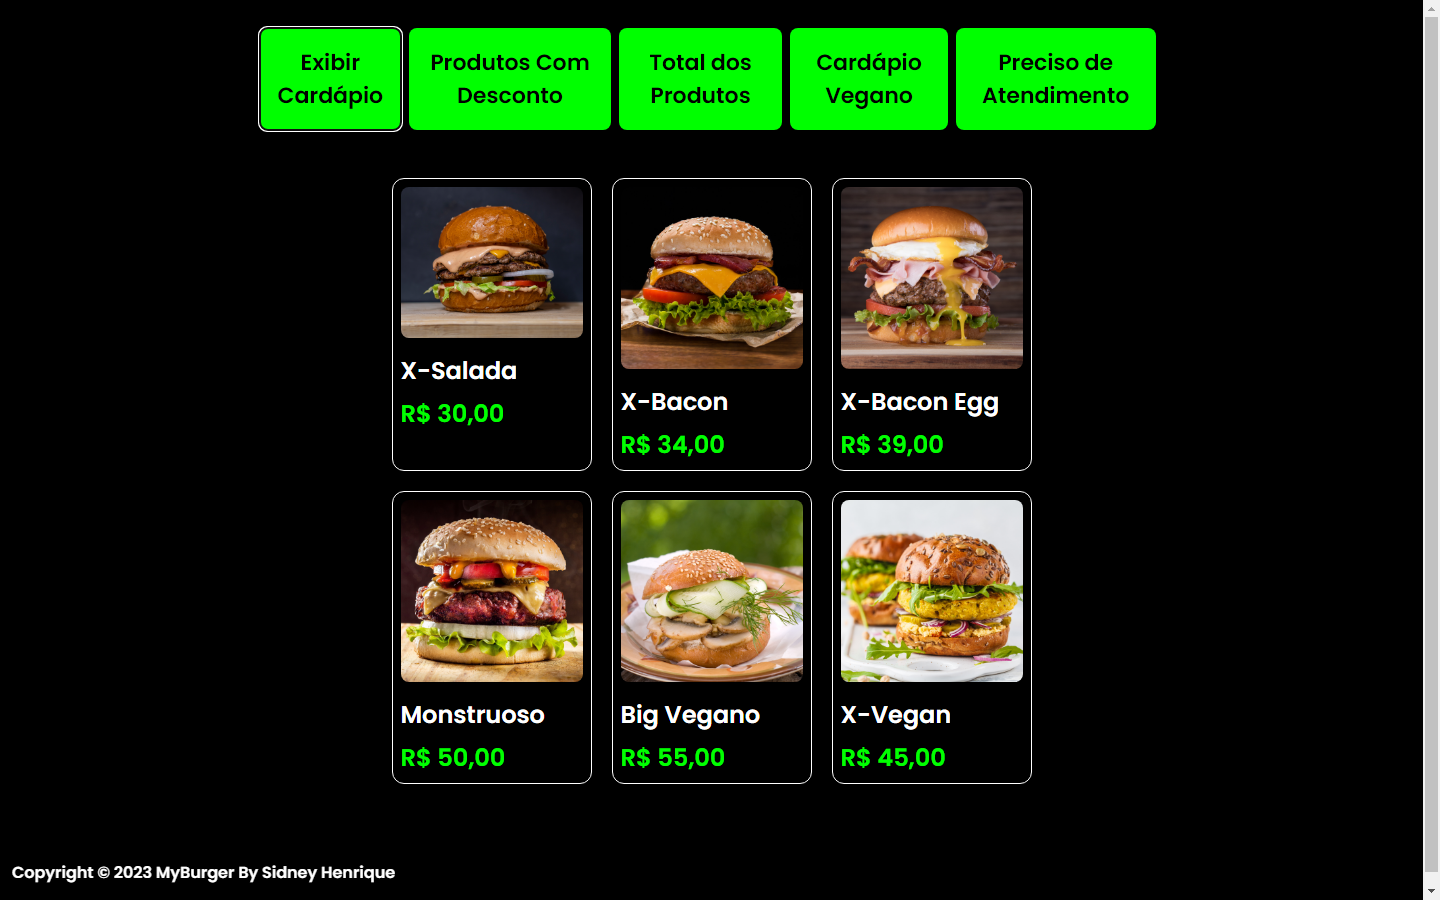 Exibir
Cardápio
Produtos Com
Desconto
Total dos
Produtos
Cardápio
Vegano
Preciso de
Atendimento
X-Salada
R$ 30,00
X-Bacon
R$ 34,00
X-Bacon Egg
R$ 39,00
Monstruoso
R$ 50,00
Big Vegano
R$ 55,00
X-Vegan
R$ 45,00
Copyright © 2023 MyBurger By Sidney Henrique